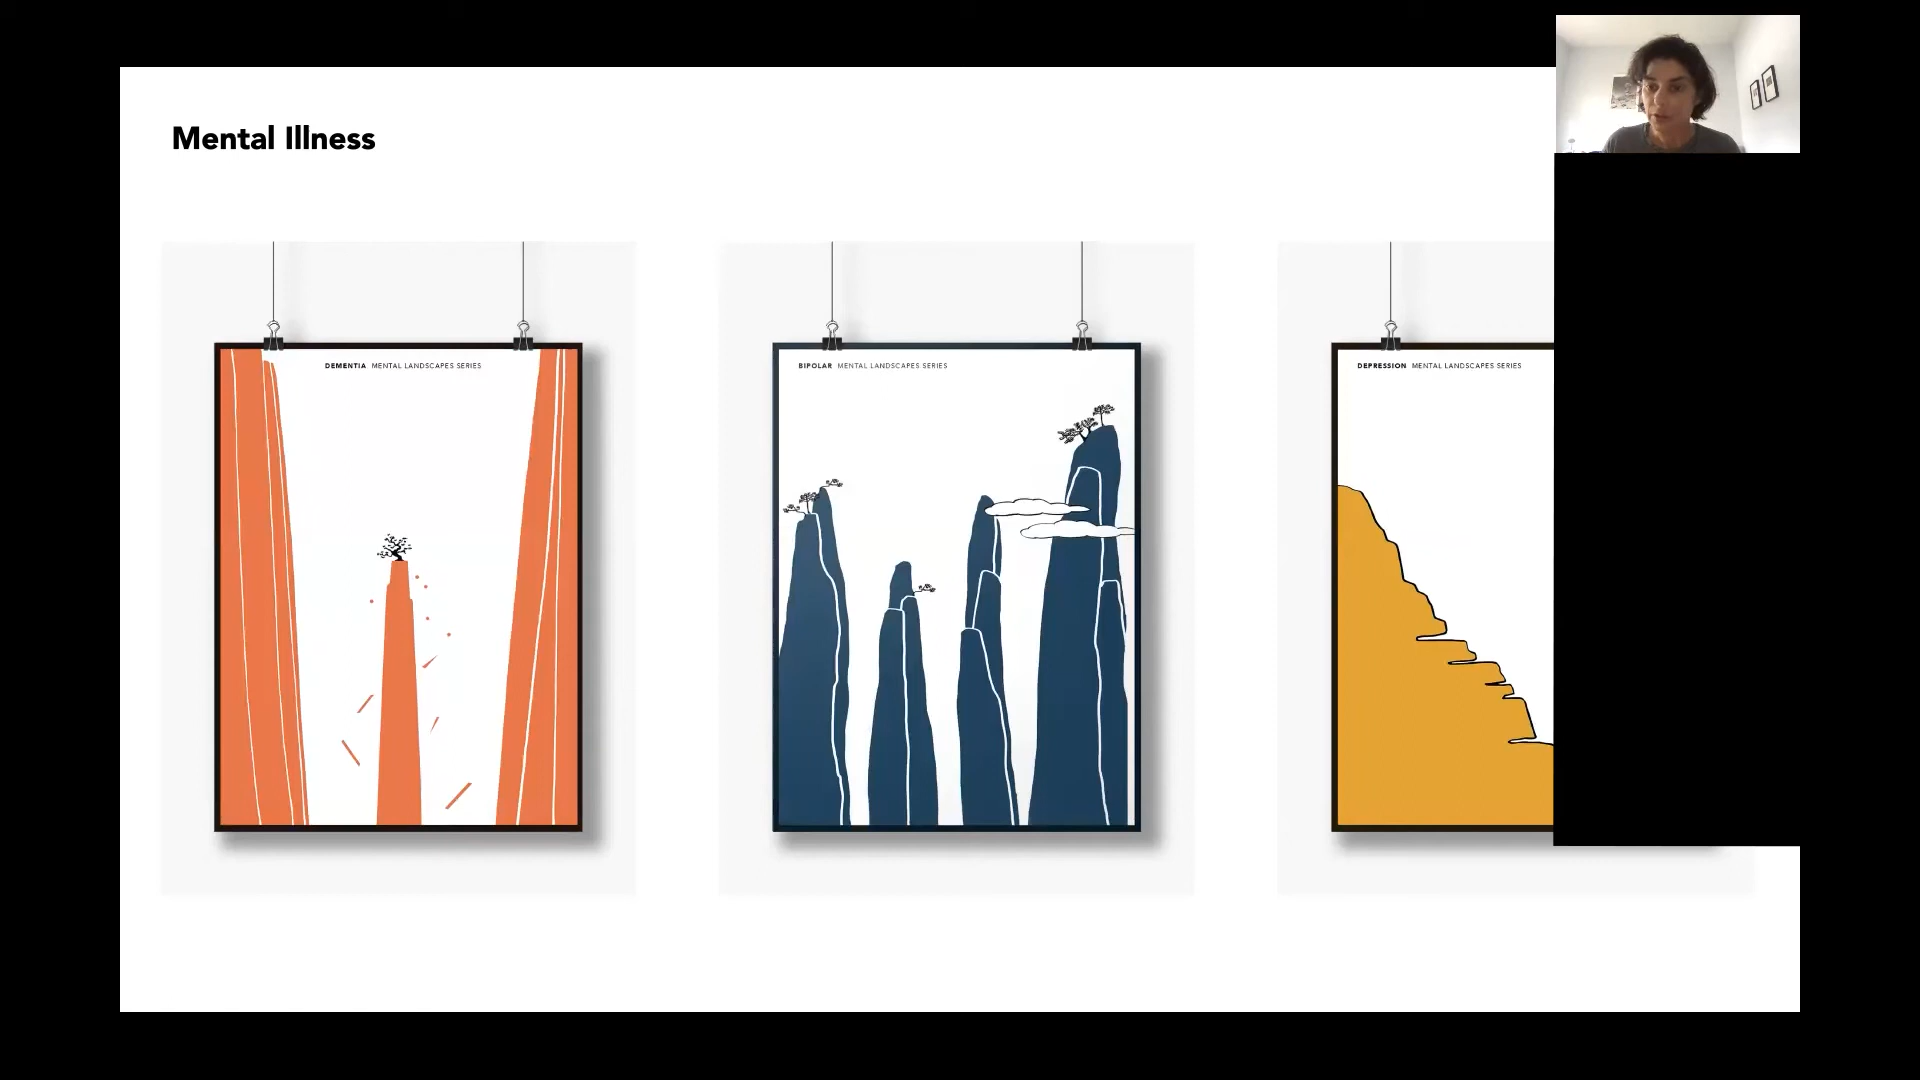 Mental Illness
DEMENTIA MENTAL LANDSCAPES SERIES
BIPOLAR MENTAL LANDSCAPES SERIES
DEPRESSION MENTAL LANDSCAPES SERIES